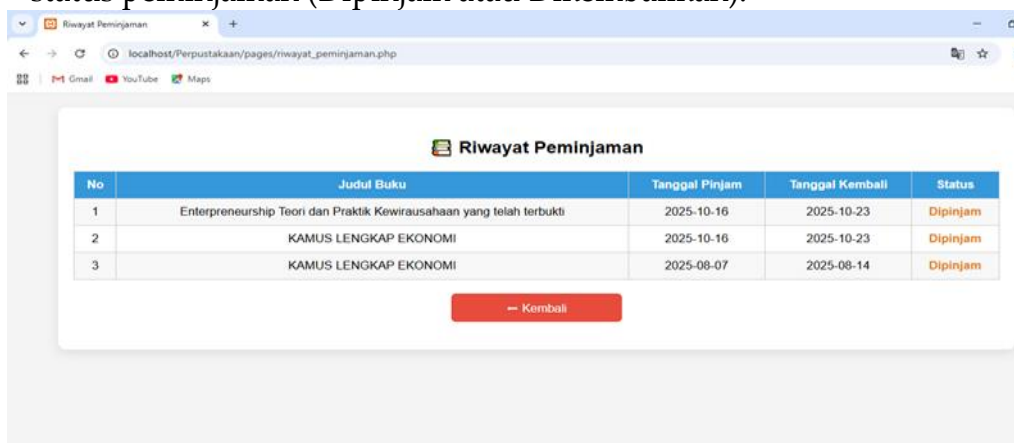 status peminjaman (Dipinjam atau Dikembalikan).
Riwayat Peminjaman
localhost/Perpustakaan/pages/riwayat_peminjaman.php
Gmail YouTube Maps
Riwayat Peminjaman
No Judul Buku Tanggal Pinjam Tanggal Kembali Status
1 Enterpreneurship Teori dan Praktik Kewirausahaan yang telah terbukti 2025-10-16 2025-10-23 Dipinjam
2 KAMUS LENGKAP EKONOMI 2025-10-16 2025-10-23 Dipinjam
3 KAMUS LENGKAP EKONOMI 2025-08-07 2025-08-14 Dipinjam
Kembali